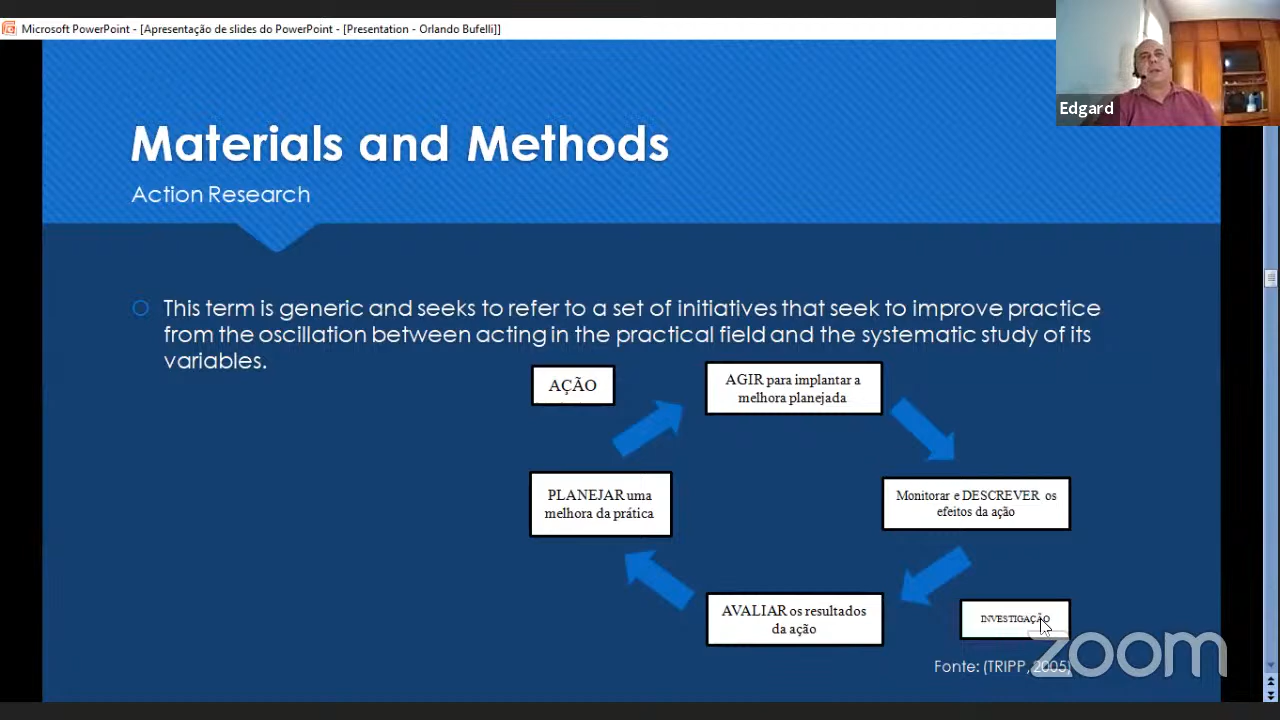 Microsoft PowerPoint - [Apresentação de slides do PowerPoint - [Presentation - Orlando Bufelli]]
Edgard
Materials and Methods
Action Research
This term is generic and seeks to refer to a set of initiatives that seek to improve practice
from the oscillation between acting in the practical field and the systematic study of its
variables.
AÇÃO
AGIR para implantar a
melhora planejada
PLANEJAR uma
melhora da prática
Monitorar e DESCREVER os
efeitos da ação
AVALIAR os resultados
da ação
INVESTIGAÇÃO
Fonte: (TRIPP, 2005)
zoom